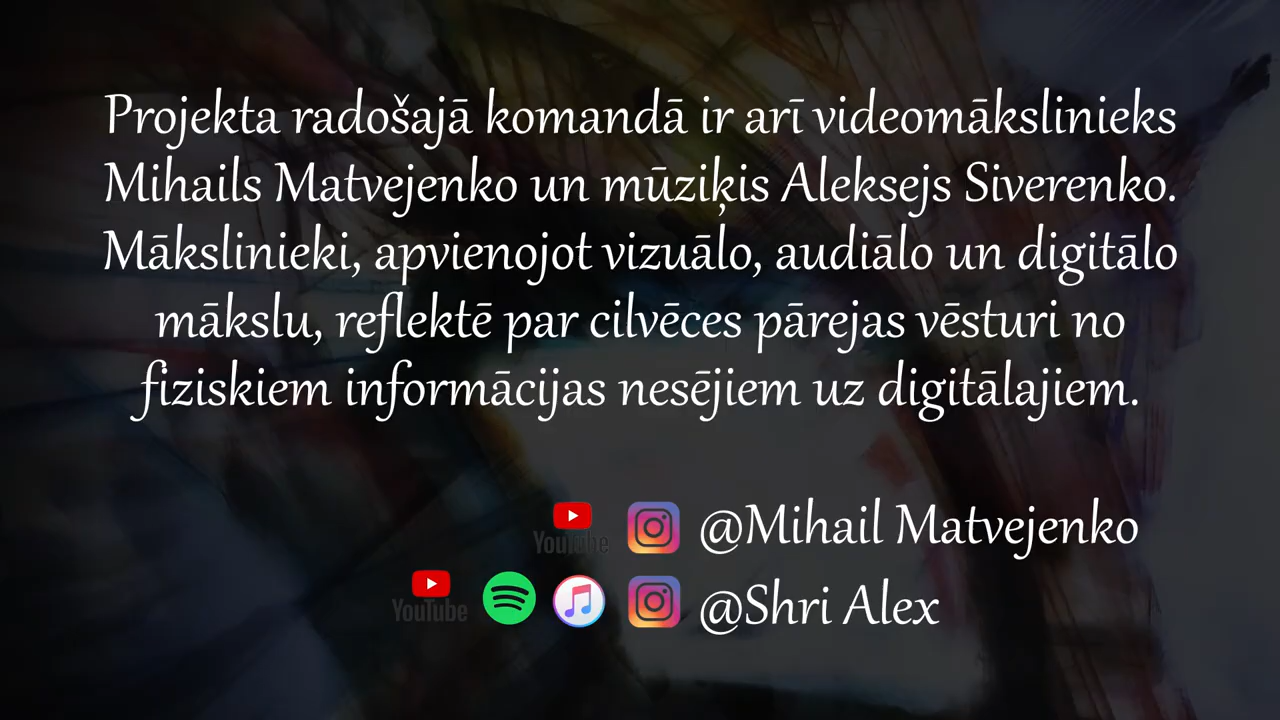 Projekta radošajā komandā ir arī videomākslinieks
Mihails Matvejenko un mūziķis Aleksejs Siverenko.
Mākslinieki, apvienojot vizuālo, audiālo un digitālo
mākslu, reflektē par cilvēces pārejas vēsturi no
fiziskiem informācijas nesējiem uz digitālajiem.
YouTube @Mihail Matvejenko
YouTube @Shri Alex